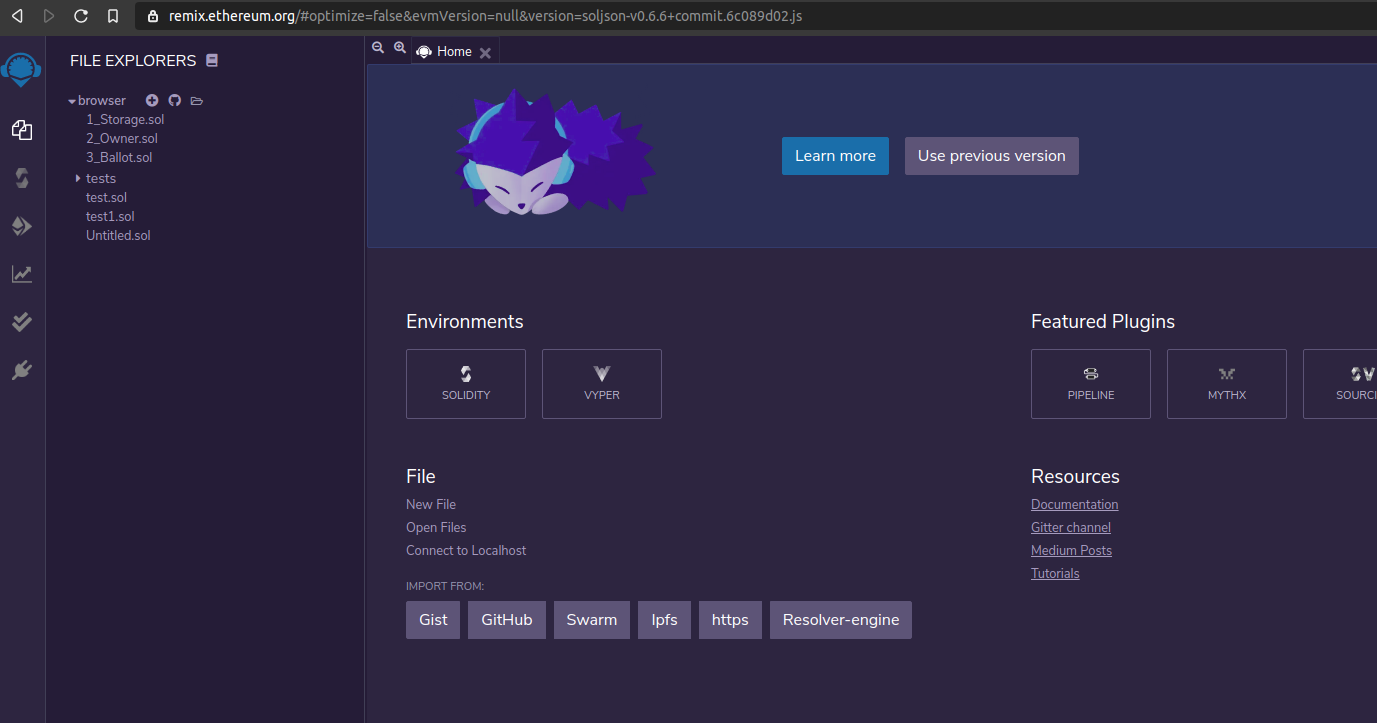 remix.ethereum.org/#optimize=false&evmVersion=null&version=soljson-v0.6.6+commit.6c089d02.js
FILE EXPLORERS
Home
browser
1_Storage.sol
2_Owner.sol
3_Ballot.sol
tests
test.sol
test1.sol
Untitled.sol
Learn more
Use previous version
Environments
SOLIDITY
VYPER
Featured Plugins
PIPELINE
MYTHX
File
New File
Open Files
Connect to Localhost
IMPORT FROM:
Gist
GitHub
Swarm
Ipfs
https
Resolver-engine
Resources
Documentation
Gitter channel
Medium Posts
Tutorials